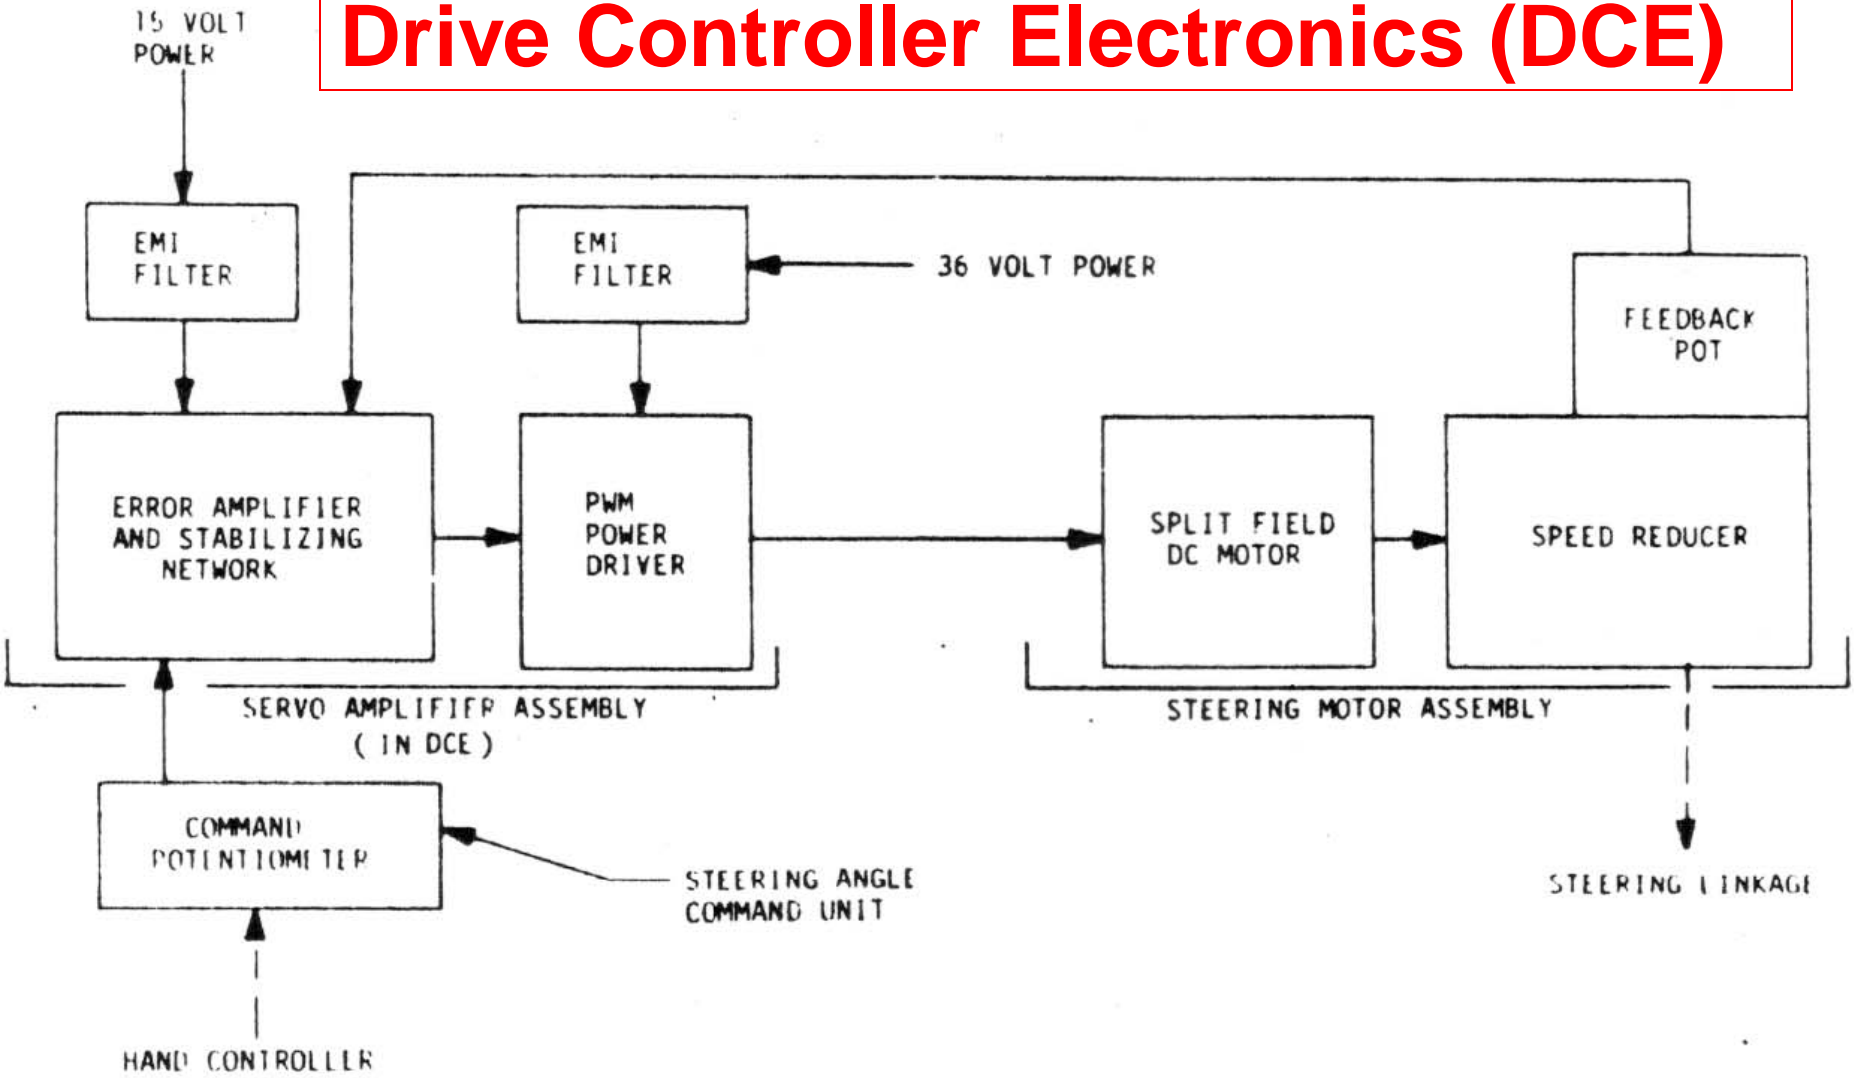 Drive Controller Electronics (DCE)
15 VOLT
POWER
EMI
FILTER
EMI
FILTER
36 VOLT POWER
FEEDBACK
POT
ERROR AMPLIFIER
AND STABILIZING
NETWORK
PWM
POWER
DRIVER
SPLIT FIELD
DC MOTOR
SPEED REDUCER
SERVO AMPLIFIER ASSEMBLY
( IN DCE )
STEERING MOTOR ASSEMBLY
COMMAND
POTENTIOMETER
STEERING ANGLE
COMMAND UNIT
STEERING LINKAGE
HAND CONTROLLER